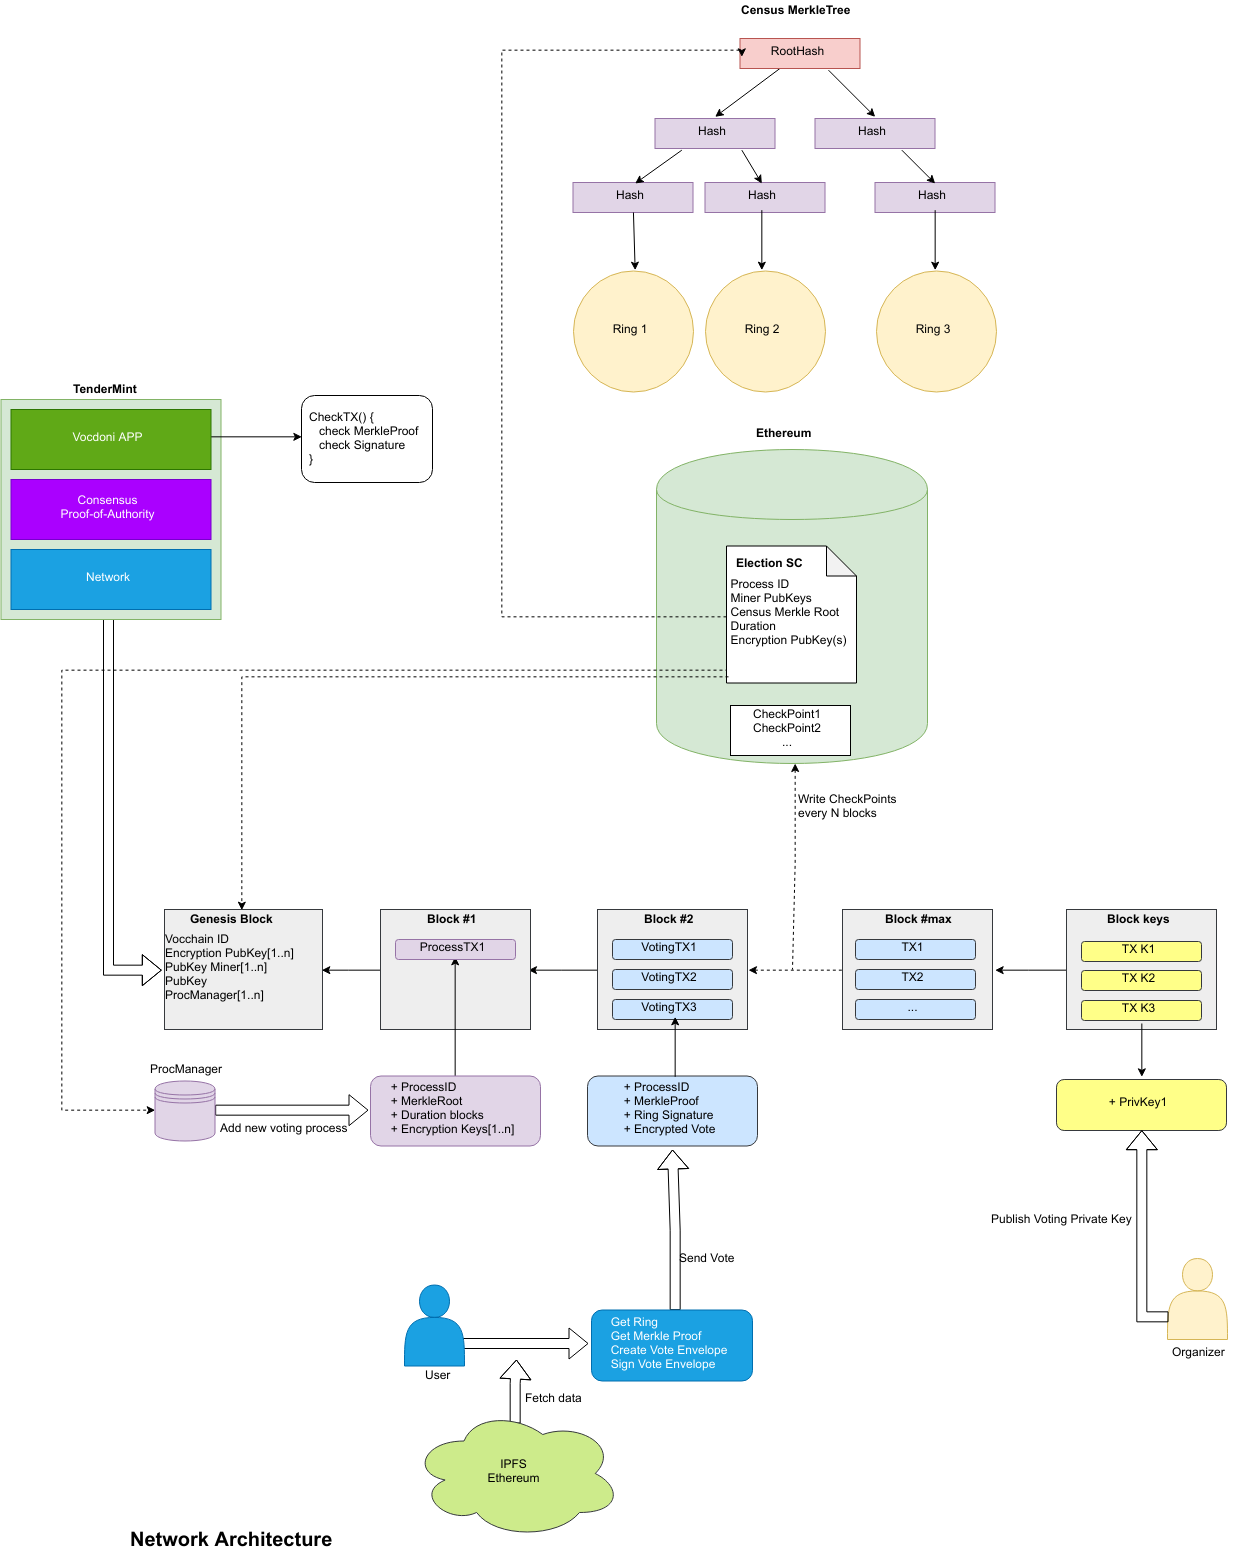 Census MerkleTree
RootHash
Hash
Hash
Hash
Hash
Hash
Ring 1
Ring 2
Ring 3
TenderMint
Vocdoni APP
Consensus
Proof-of-Authority
Network
CheckTX() {
check MerkleProof
check Signature
}
Ethereum
Election SC
Process ID
Miner PubKeys
Census Merkle Root
Duration
Encryption PubKey(s)
CheckPoint1
CheckPoint2
...
Write CheckPoints
every N blocks
Genesis Block
Vocchain ID
Encryption PubKey[1..n]
PubKey Miner[1..n]
PubKey
ProcManager[1..n]
Block #1
ProcessTX1
Block #2
VotingTX1
VotingTX2
VotingTX3
Block #max
TX1
TX2
...
Block keys
TX K1
TX K2
TX K3
ProcManager
Add new voting process
+ ProcessID
+ MerkleRoot
+ Duration blocks
+ Encryption Keys[1..n]
+ ProcessID
+ MerkleProof
+ Ring Signature
+ Encrypted Vote
+ PrivKey1
Publish Voting Private Key
Organizer
Send Vote
User
Get Ring
Get Merkle Proof
Create Vote Envelope
Sign Vote Envelope
Fetch data
IPFS
Ethereum
Network Architecture